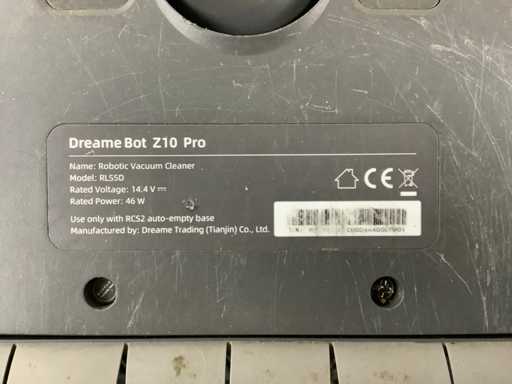 Dreame Bot Z10 Pro
Name: Robotic Vacuum Cleaner
Model: RLS5D
Rated Voltage: 14.4 V ⎓
Rated Power: 46 W
Use only with RCS2 auto-empty base
Manufactured by: Dreame Trading (Tianjin) Co., Ltd.
CE